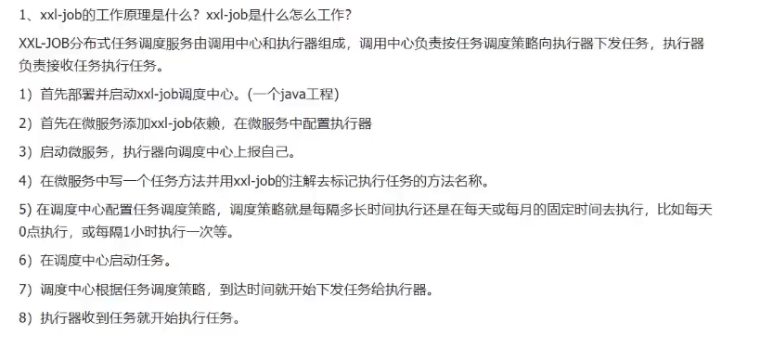 1、xxl-job的工作原理是什么？xxl-job是什么怎么工作？
XXL-JOB分布式任务调度服务由调用中心和执行器组成，调用中心负责按任务调度策略向执行器下发任务，执行器
负责接收任务执行任务。
1）首先部署并启动xxl-job调度中心。(一个java工程)
2）首先在微服务添加xxl-job依赖，在微服务中配置执行器
3）启动微服务，执行器向调度中心上报自己。
4）在微服务中写一个任务方法并用xxl-job的注解去标记执行任务的方法名称。
5) 在调度中心配置任务调度策略，调度策略就是每隔多长时间执行还是在每天或每月的固定时间去执行，比如每天
0点执行，或每隔1小时执行一次等。
6）在调度中心启动任务。
7）调度中心根据任务调度策略，到达时间就开始下发任务给执行器。
8）执行器收到任务就开始执行任务。